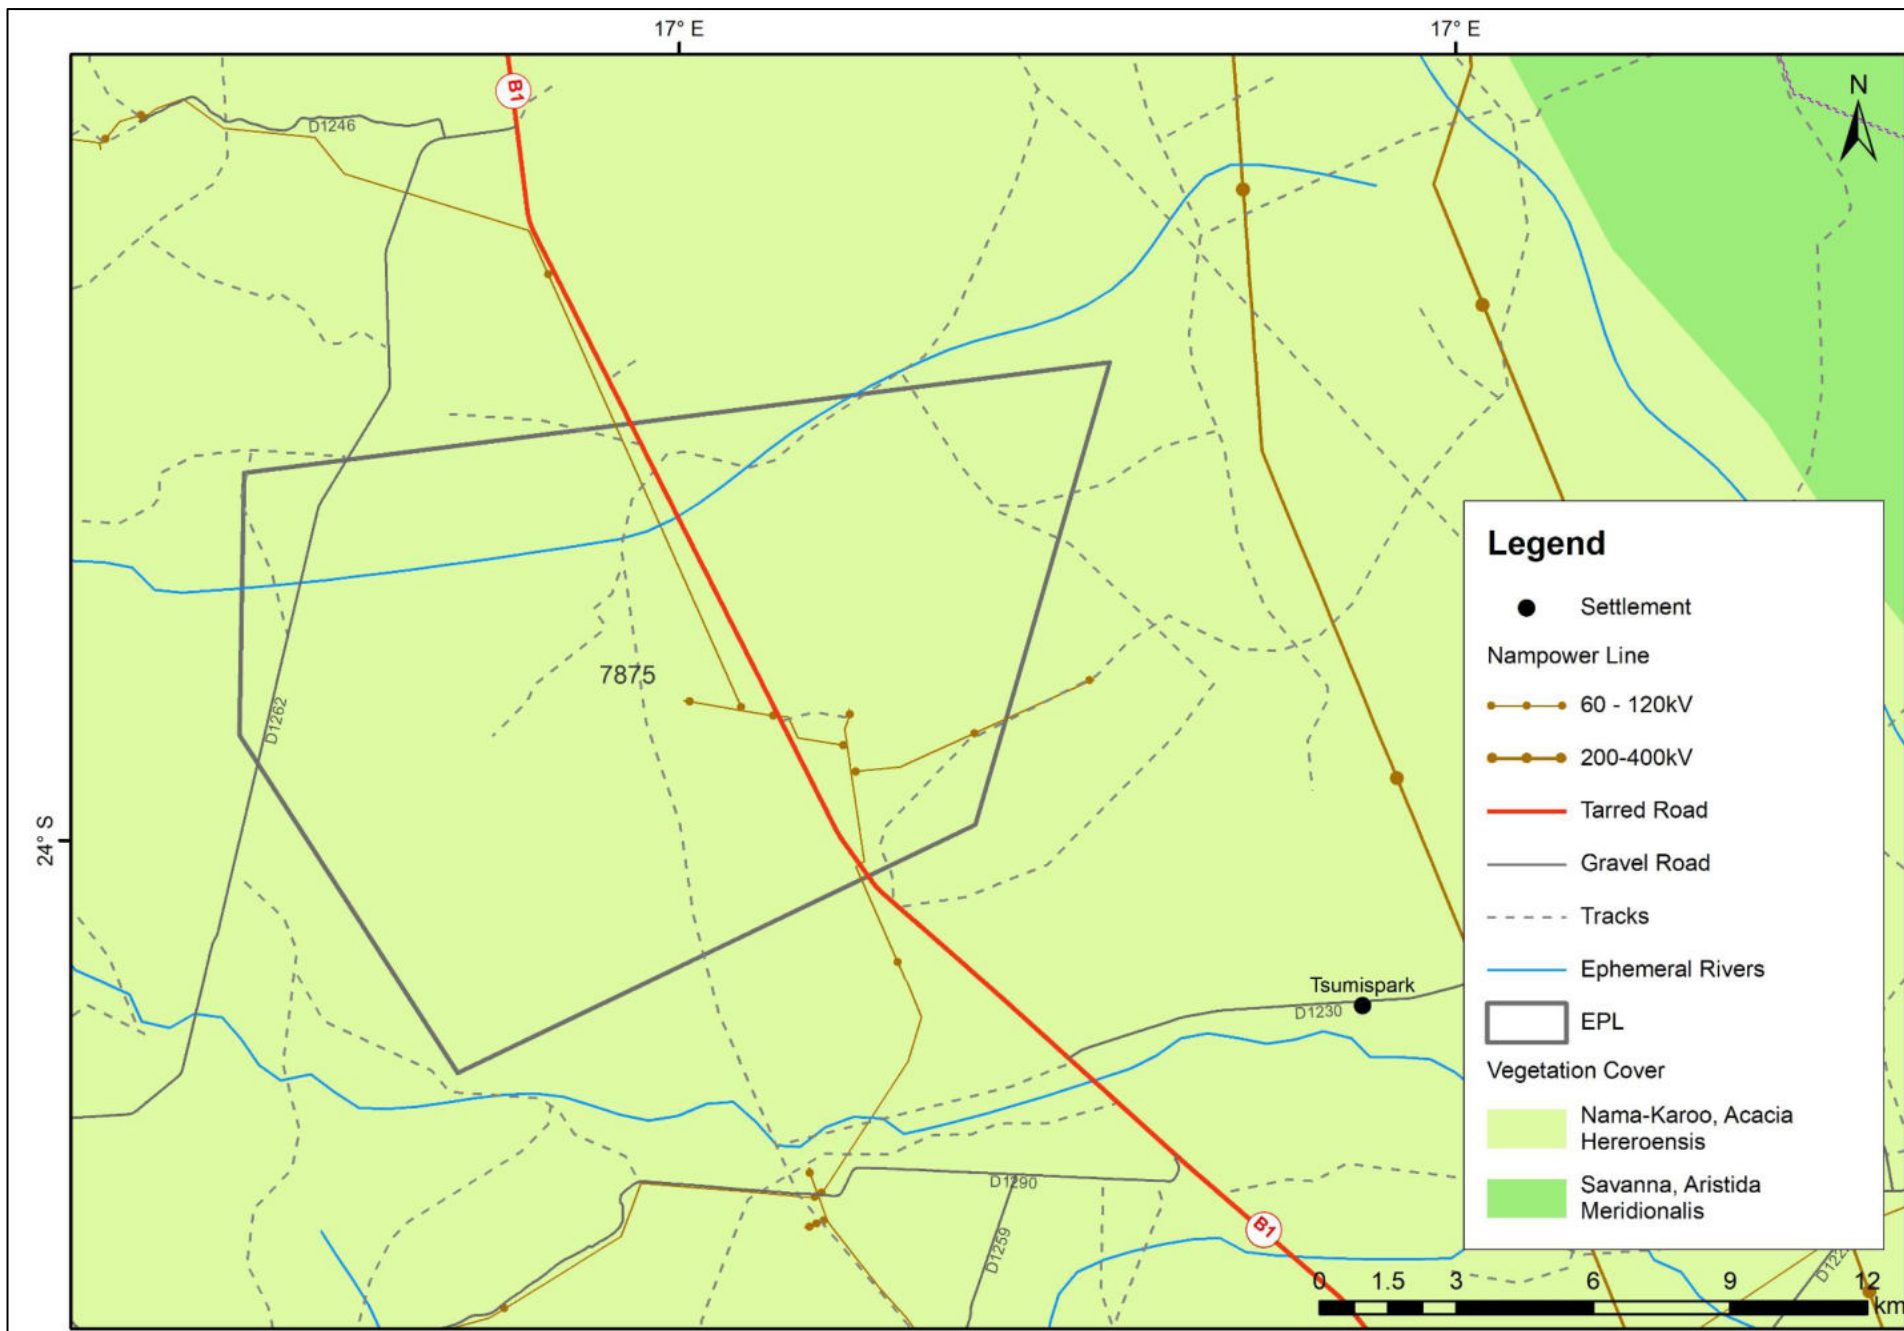 17° E
17° E
B1
D1246
N
7875
D1262
24° S
Tsumispark
D1230
D1290
D1259
B1
Legend
Settlement
Nampower Line
60 - 120kV
200-400kV
Tarred Road
Gravel Road
Tracks
Ephemeral Rivers
EPL
Vegetation Cover
Nama-Karoo, Acacia
Hereroensis
Savanna, Aristida
Meridionalis
0 1.5 3 6 9 12
km